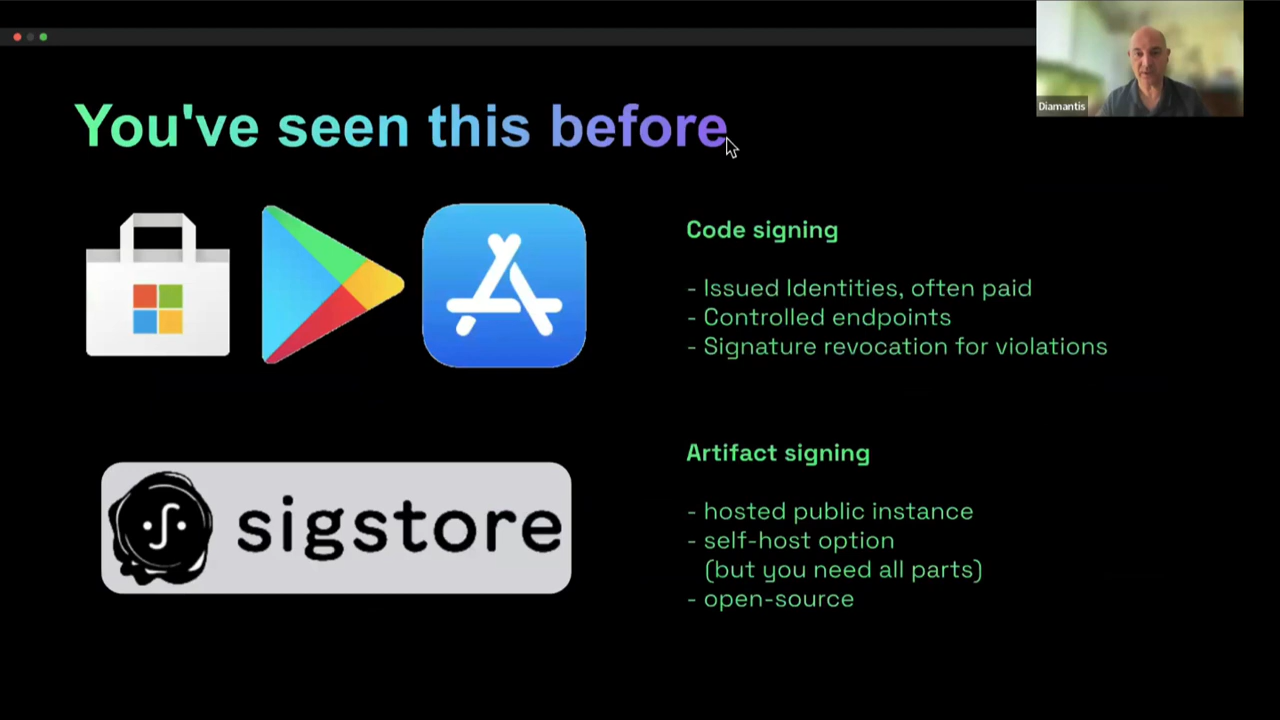 Diamantis
You've seen this before
Code signing
- Issued Identities, often paid
- Controlled endpoints
- Signature revocation for violations
sigstore
Artifact signing
- hosted public instance
- self-host option
(but you need all parts)
- open-source